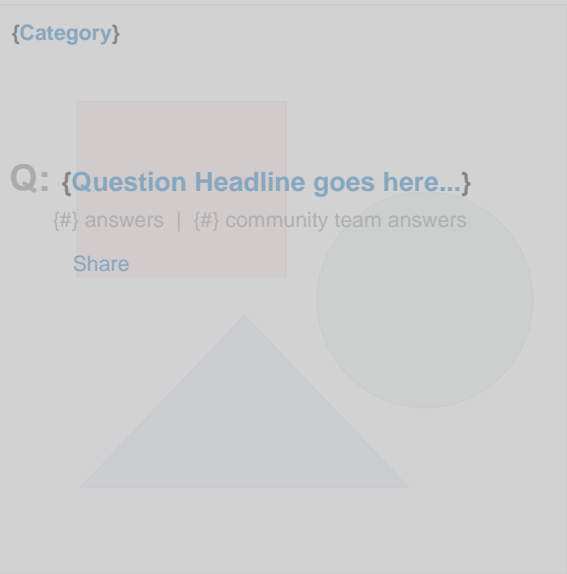 {Category}
Q: {Question Headline goes here...}
{#} answers | {#} community team answers
Share